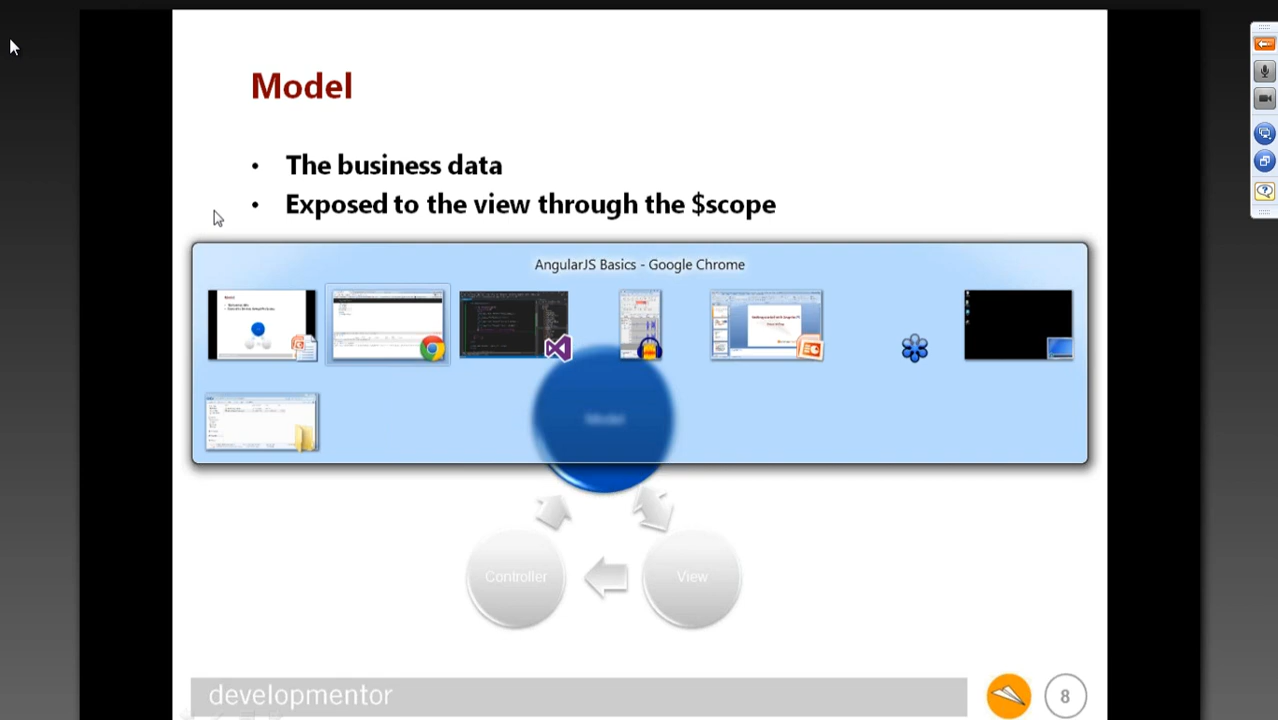 Model
• The business data
• Exposed to the view through the $scope
AngularJS Basics - Google Chrome
Model
Controller
View
developmentor
8